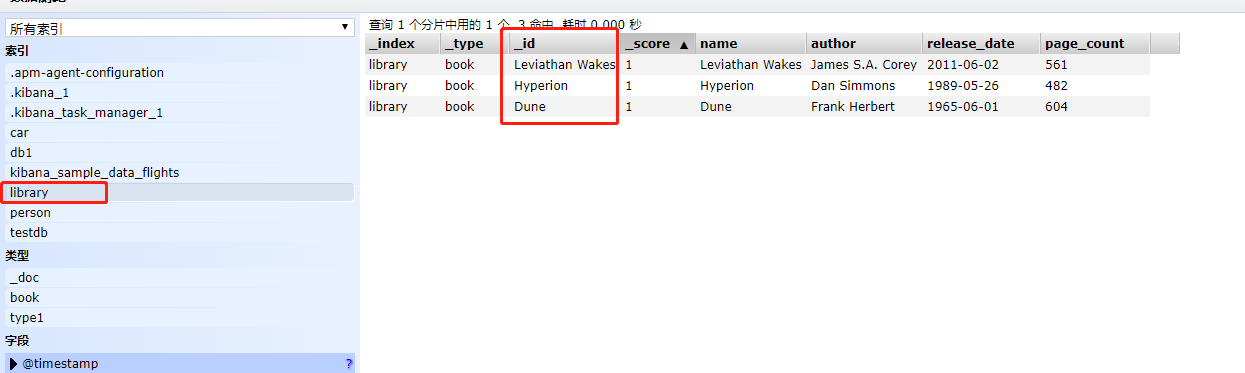 所有索引
索引
.apm-agent-configuration
.kibana_1
.kibana_task_manager_1
car
db1
kibana_sample_data_flights
library
person
testdb
类型
_doc
book
type1
字段
@timestamp ?
查询 1 个分片中用的 1 个. 3 命中. 耗时 0.000 秒
_index _type _id _score ▲ name author release_date page_count
library book Leviathan Wakes 1 Leviathan Wakes James S.A. Corey 2011-06-02 561
library book Hyperion 1 Hyperion Dan Simmons 1989-05-26 482
library book Dune 1 Dune Frank Herbert 1965-06-01 604